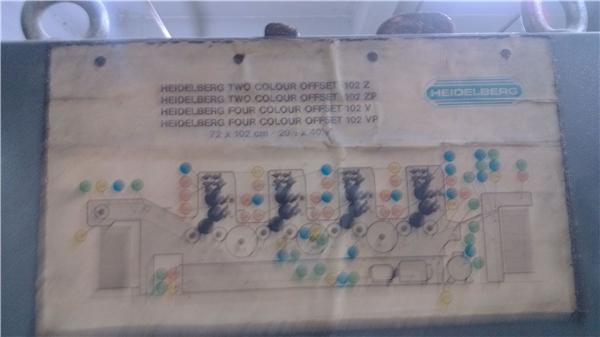 HEIDELBERG TWO COLOUR OFFSET 102 Z
HEIDELBERG TWO COLOUR OFFSET 102 ZP
HEIDELBERG FOUR COLOUR OFFSET 102 V
HEIDELBERG FOUR COLOUR OFFSET 102 VP
72 x 102 cm
HEIDELBERG